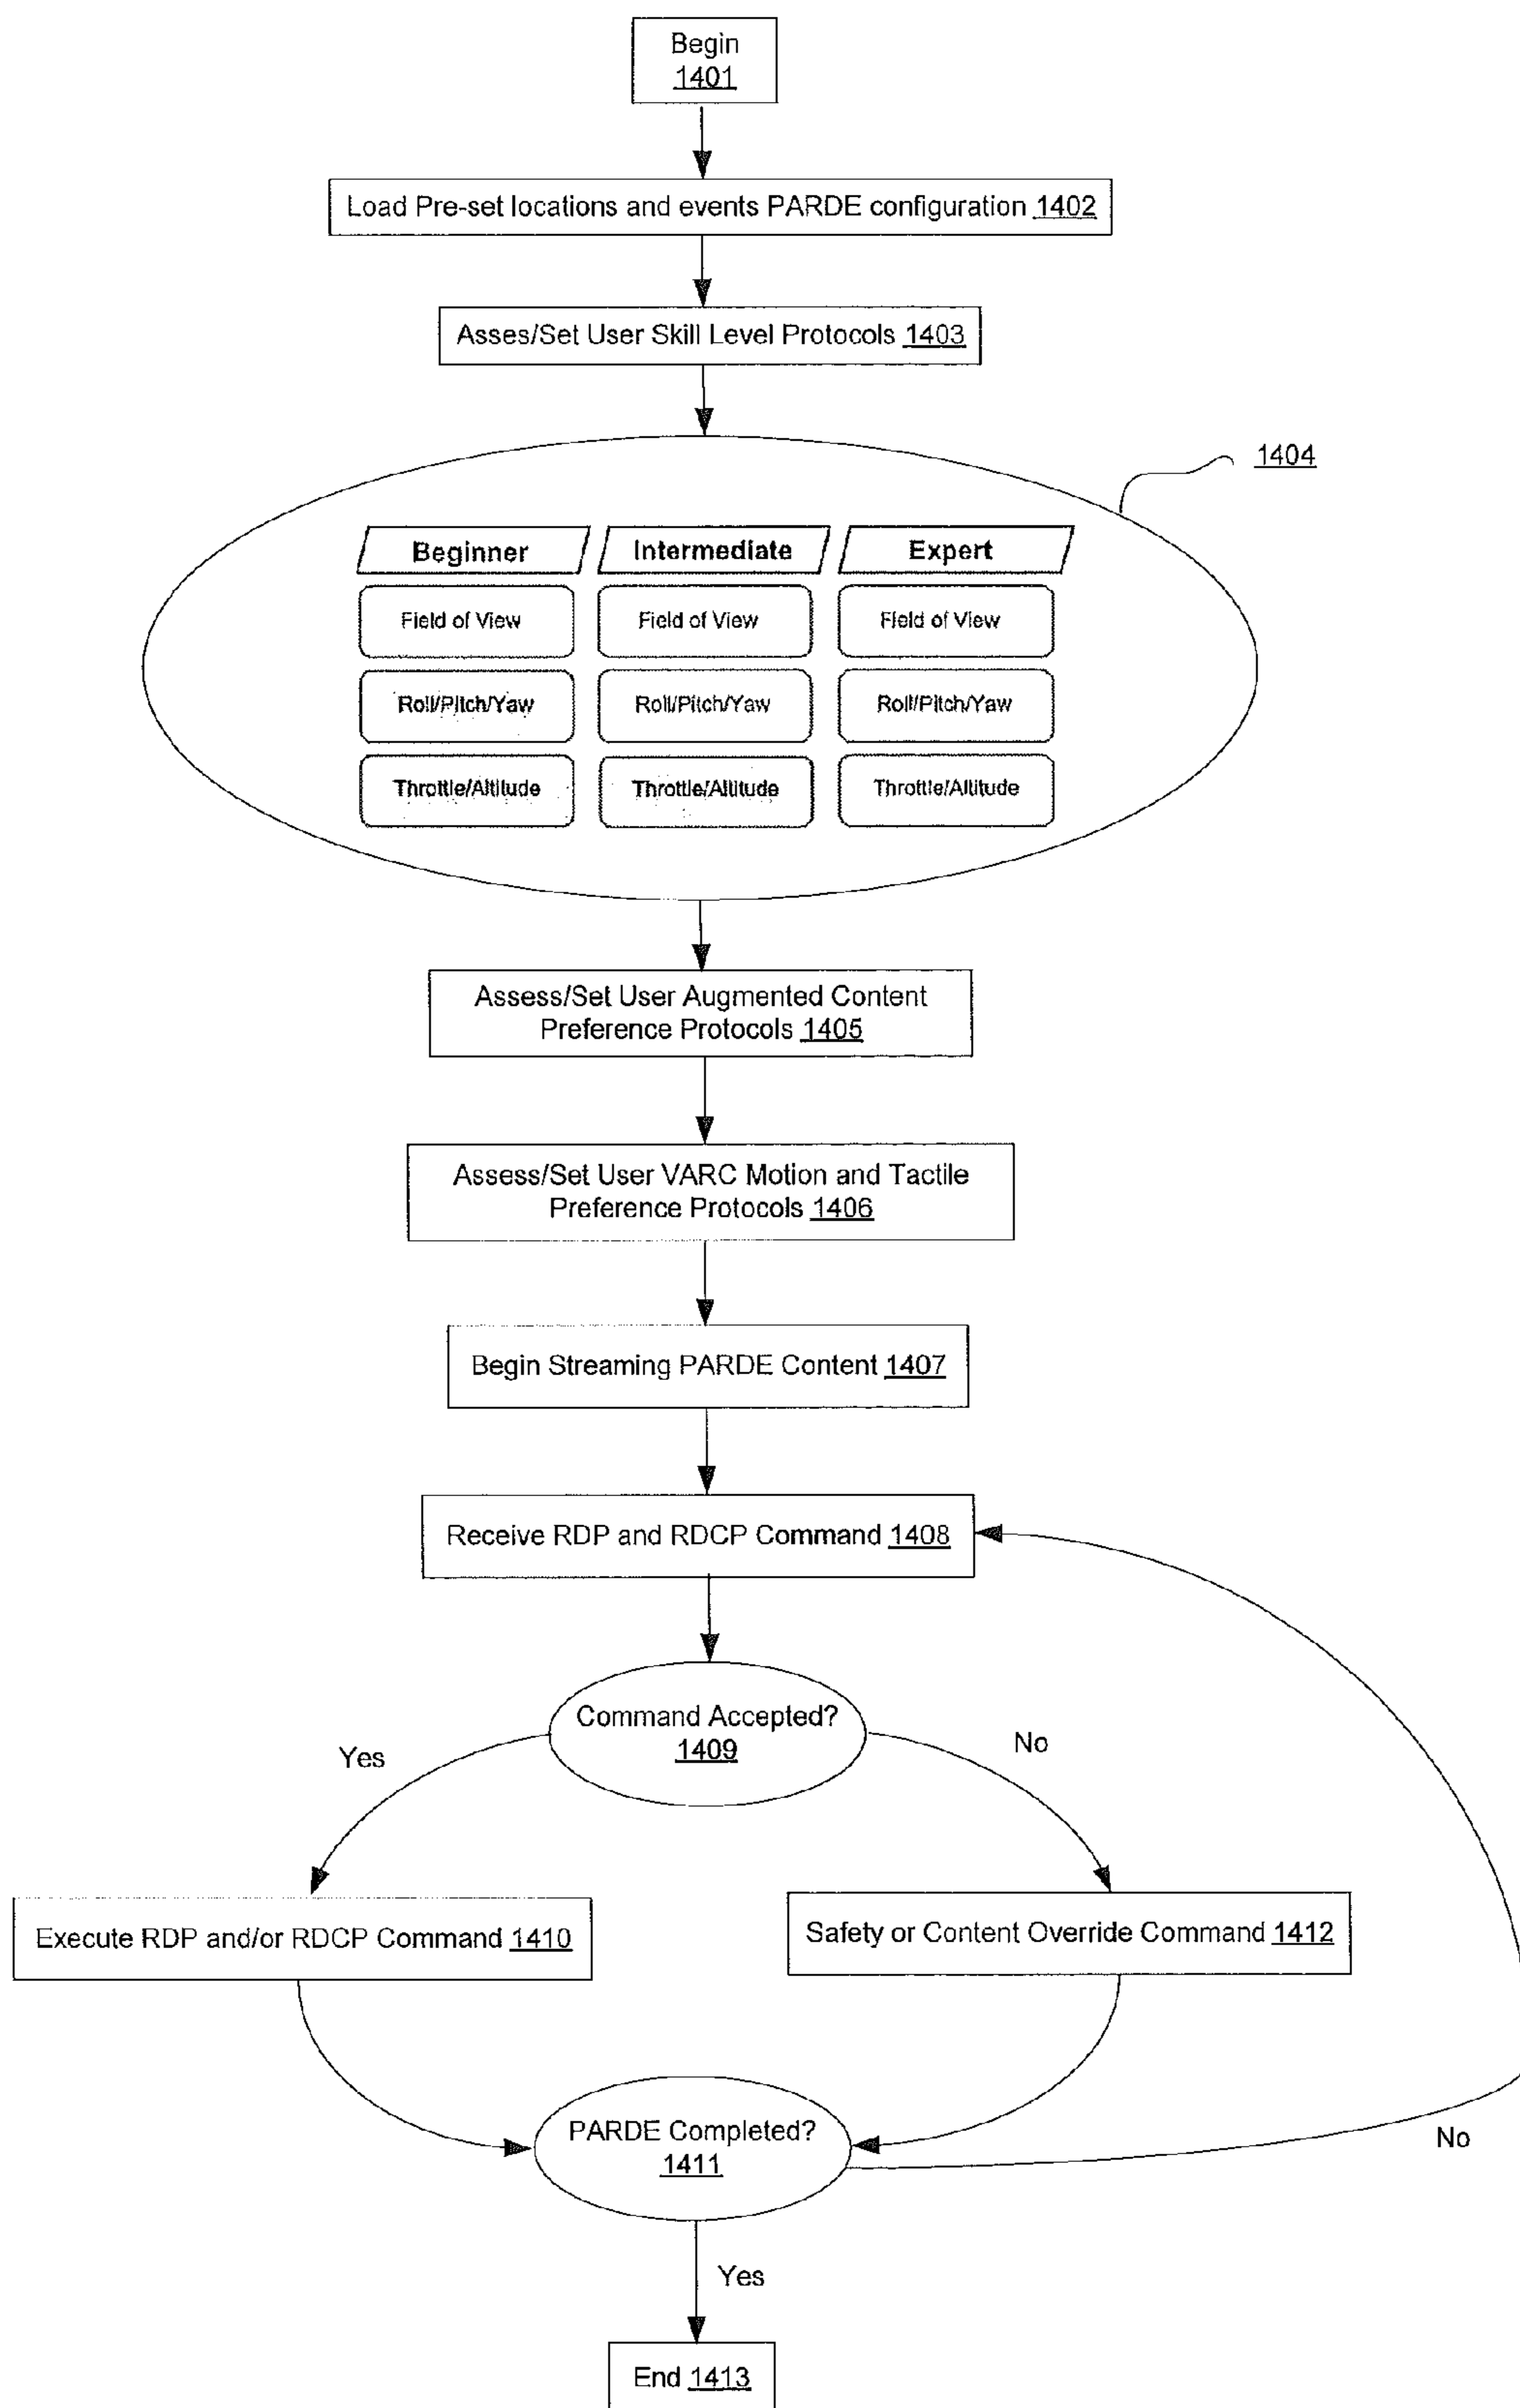 Begin
1401
Load Pre-set locations and events PARDE configuration 1402
Asses/Set User Skill Level Protocols 1403
1404
Beginner
Intermediate
Expert
Field of View
Field of View
Field of View
Roll/Pitch/Yaw
Roll/Pitch/Yaw
Roll/Pitch/Yaw
Throttle/Altitude
Throttle/Altitude
Throttle/Altitude
Assess/Set User Augmented Content
Preference Protocols 1405
Assess/Set User VARC Motion and Tactile
Preference Protocols 1406
Begin Streaming PARDE Content 1407
Receive RDP and RDCP Command 1408
Command Accepted?
1409
Yes
No
Execute RDP and/or RDCP Command 1410
Safety or Content Override Command 1412
PARDE Completed?
1411
No
Yes
End 1413